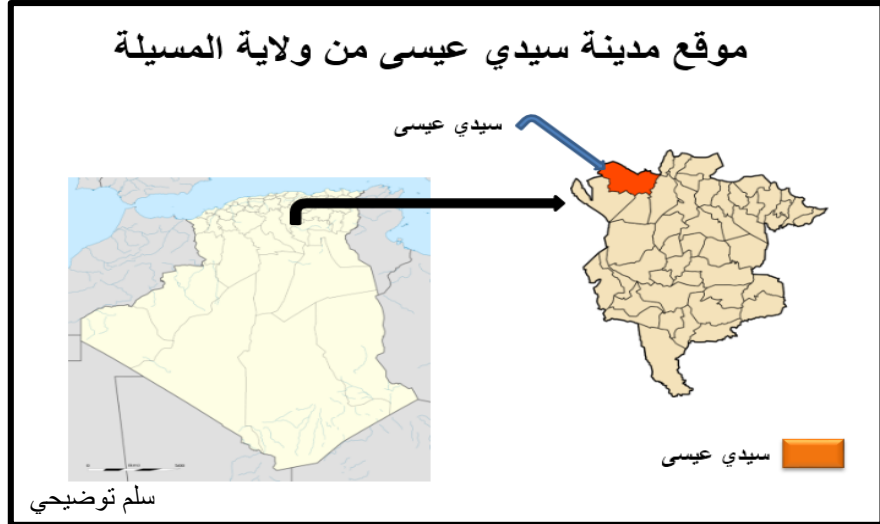 موقع مدينة سيدي عيسى من ولاية المسيلة
سيدي عيسى
سيدي عيسى
سلم توضيحي